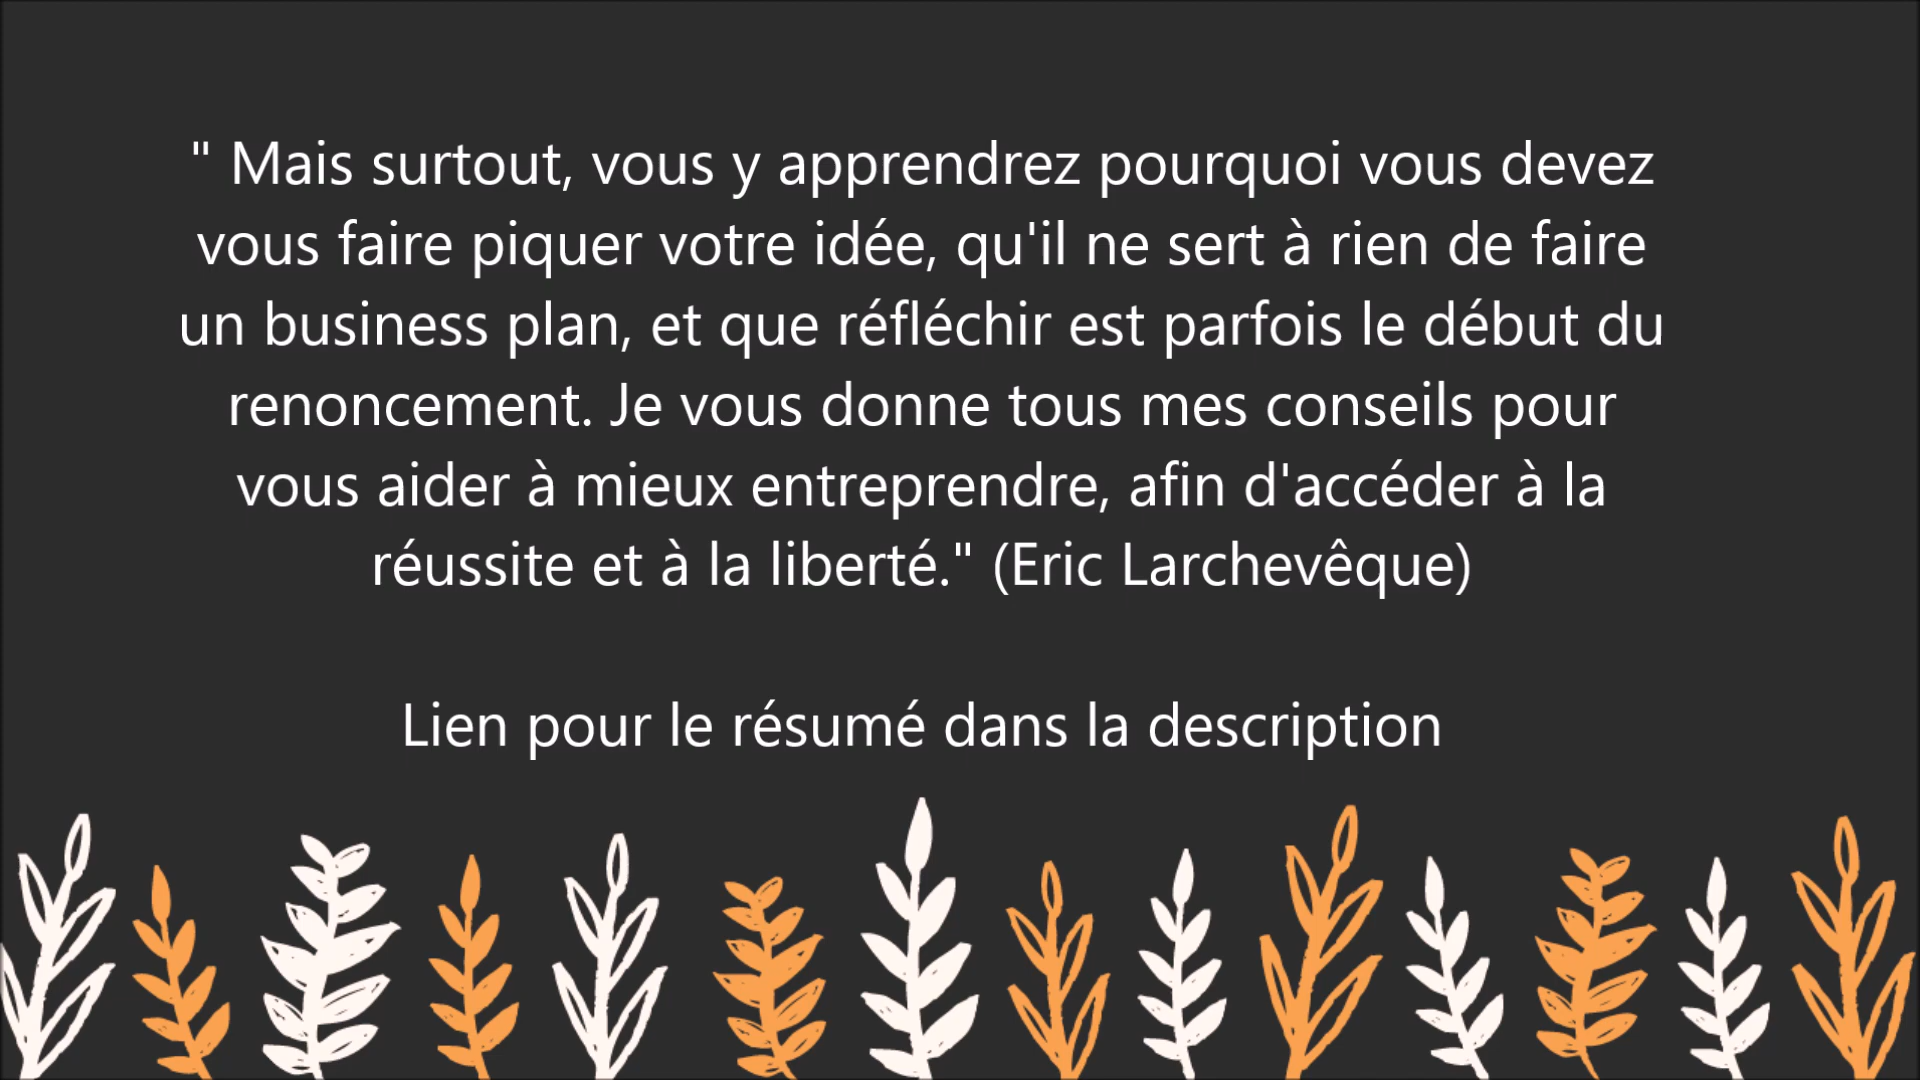 " Mais surtout, vous y apprendrez pourquoi vous devez
vous faire piquer votre idée, qu'il ne sert à rien de faire
un business plan, et que réfléchir est parfois le début du
renoncement. Je vous donne tous mes conseils pour
vous aider à mieux entreprendre, afin d'accéder à la
réussite et à la liberté." (Eric Larchevêque)
Lien pour le résumé dans la description